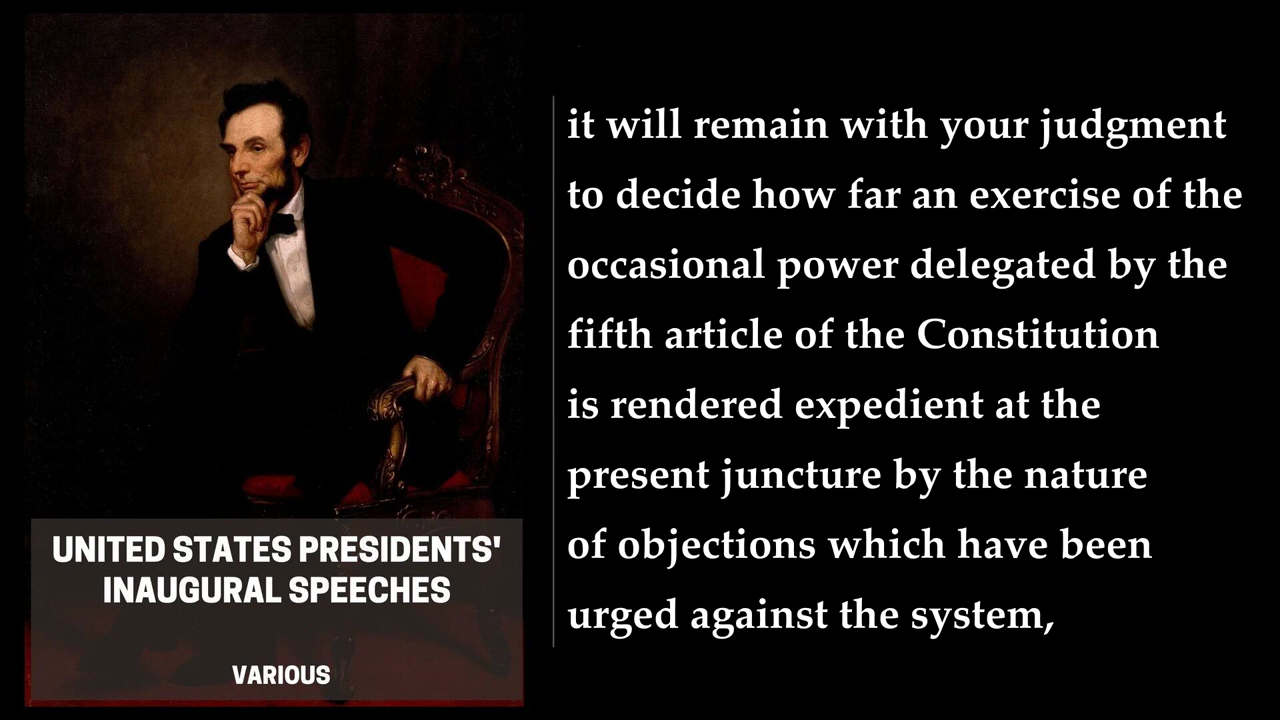 it will remain with your judgment
to decide how far an exercise of the
occasional power delegated by the
fifth article of the Constitution
is rendered expedient at the
present juncture by the nature
of objections which have been
urged against the system,
UNITED STATES PRESIDENTS'
INAUGURAL SPEECHES
VARIOUS